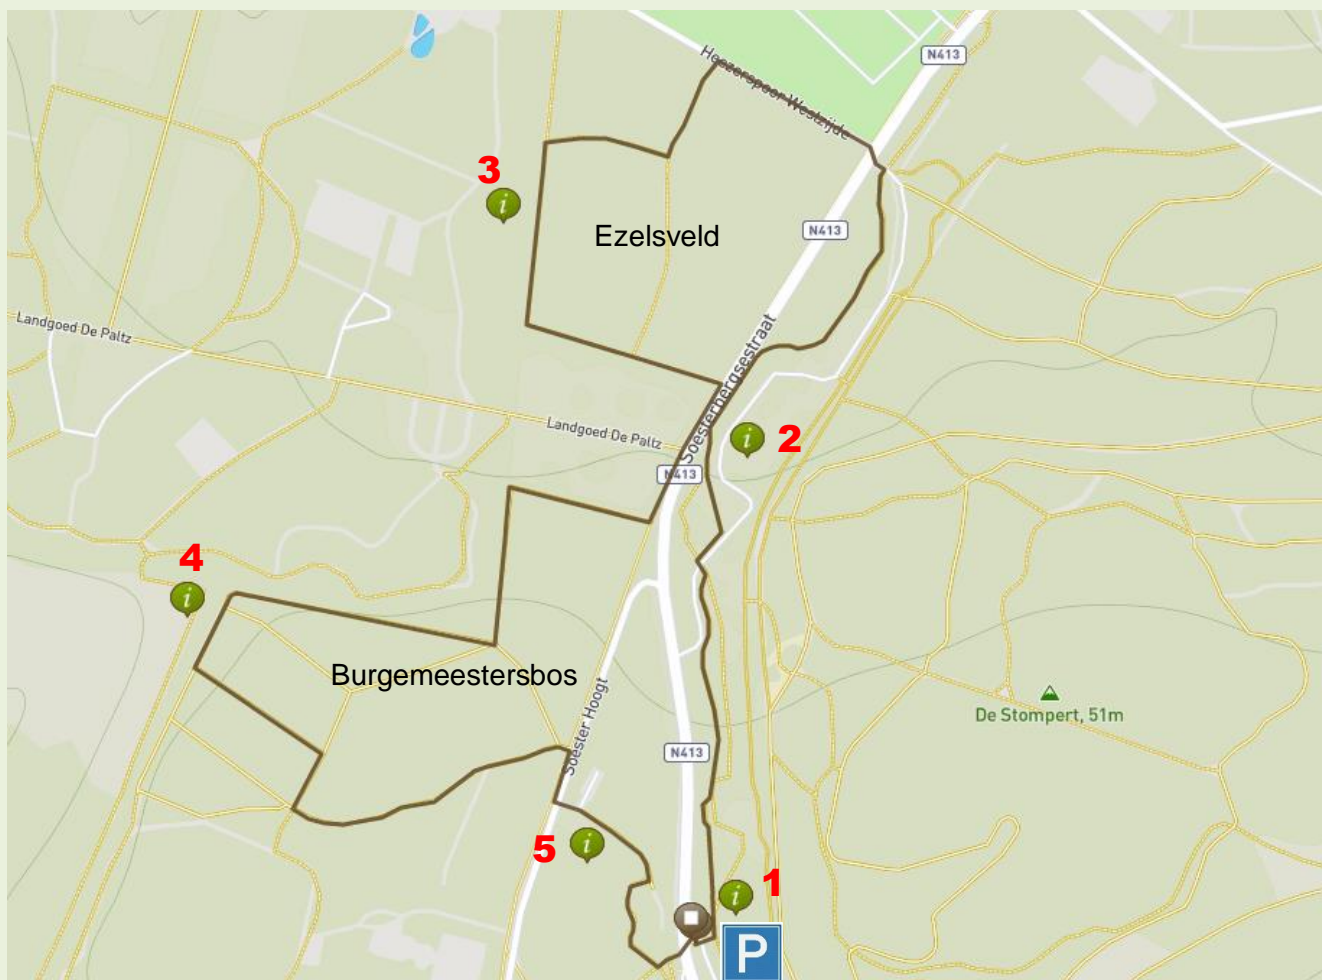 N413
Heezerspoor Westzijde
3
i
Ezelsveld
N413
Landgoed De Paltz
Soesterbergsestraat
Landgoed De Paltz
i
2
N413
4
i
Burgemeestersbos
De Stompert, 51m
Soester Hoogt
N413
5
i
1
i
P